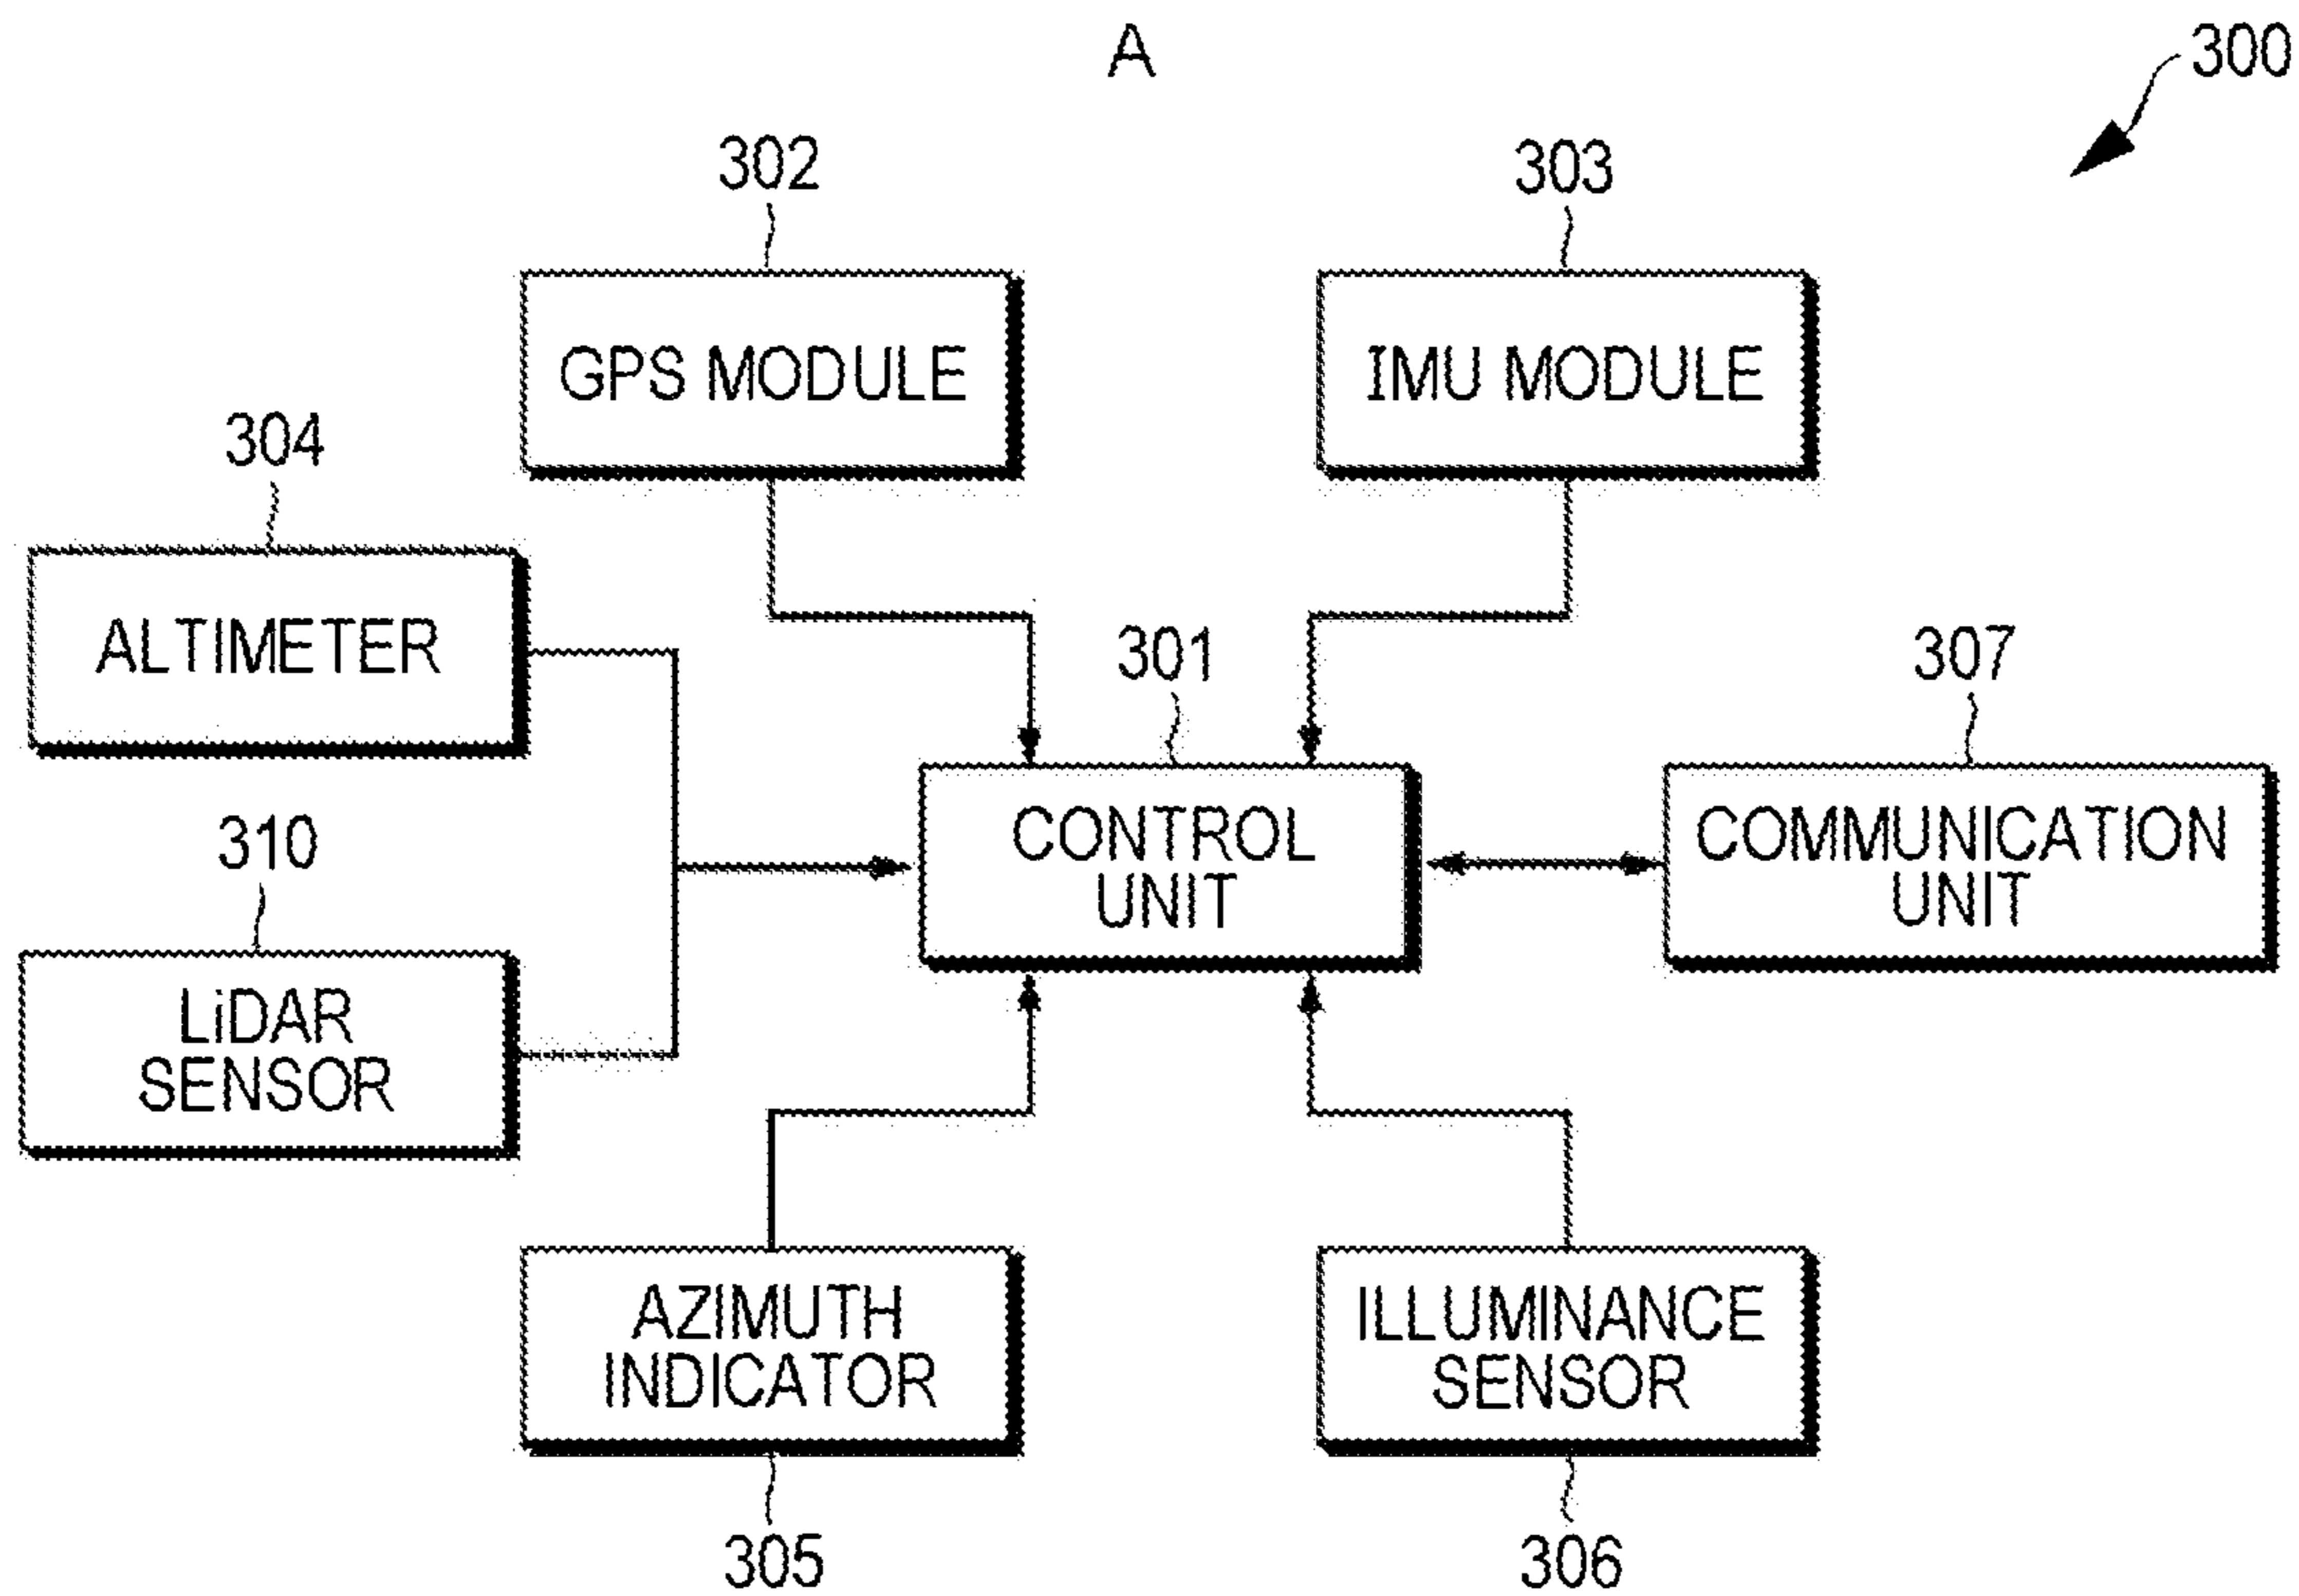 A
300
302
303
GPS MODULE
IMU MODULE
304
ALTIMETER
301
307
CONTROL
UNIT
COMMUNICATION
UNIT
310
LiDAR
SENSOR
AZIMUTH
INDICATOR
ILLUMINANCE
SENSOR
305
306